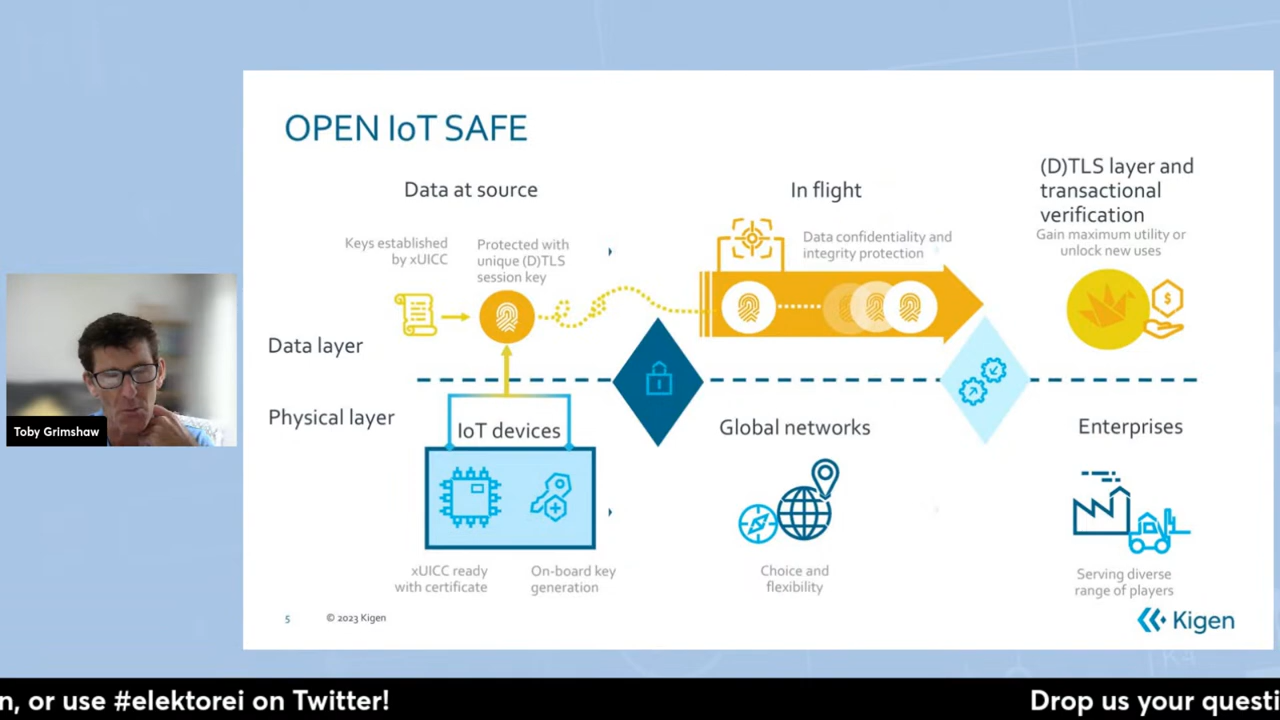 OPEN IoT SAFE
Data at source
In flight
(D)TLS layer and
transactional
verification
Gain maximum utility or
unlock new uses
Keys established
by xUICC
Protected with
unique (D)TLS
session key
Data confidentiality and
integrity protection
$
Data layer
Physical layer
IoT devices
Global networks
Enterprises
xUICC ready
with certificate
On-board key
generation
Choice and
flexibility
Serving diverse
range of players
5
© 2023 Kigen
Kigen
Toby Grimshaw
n, or use #elektorei on Twitter!
Drop us your questi